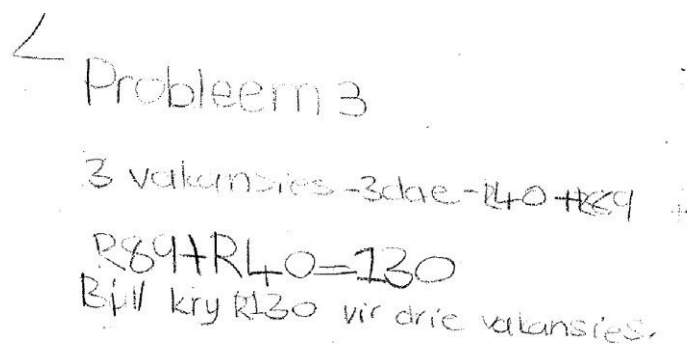 Probleem 3
3 vakansies-3dae-R40+R89
R89+R40=130
Bill kry R130 vir drie vakansies.